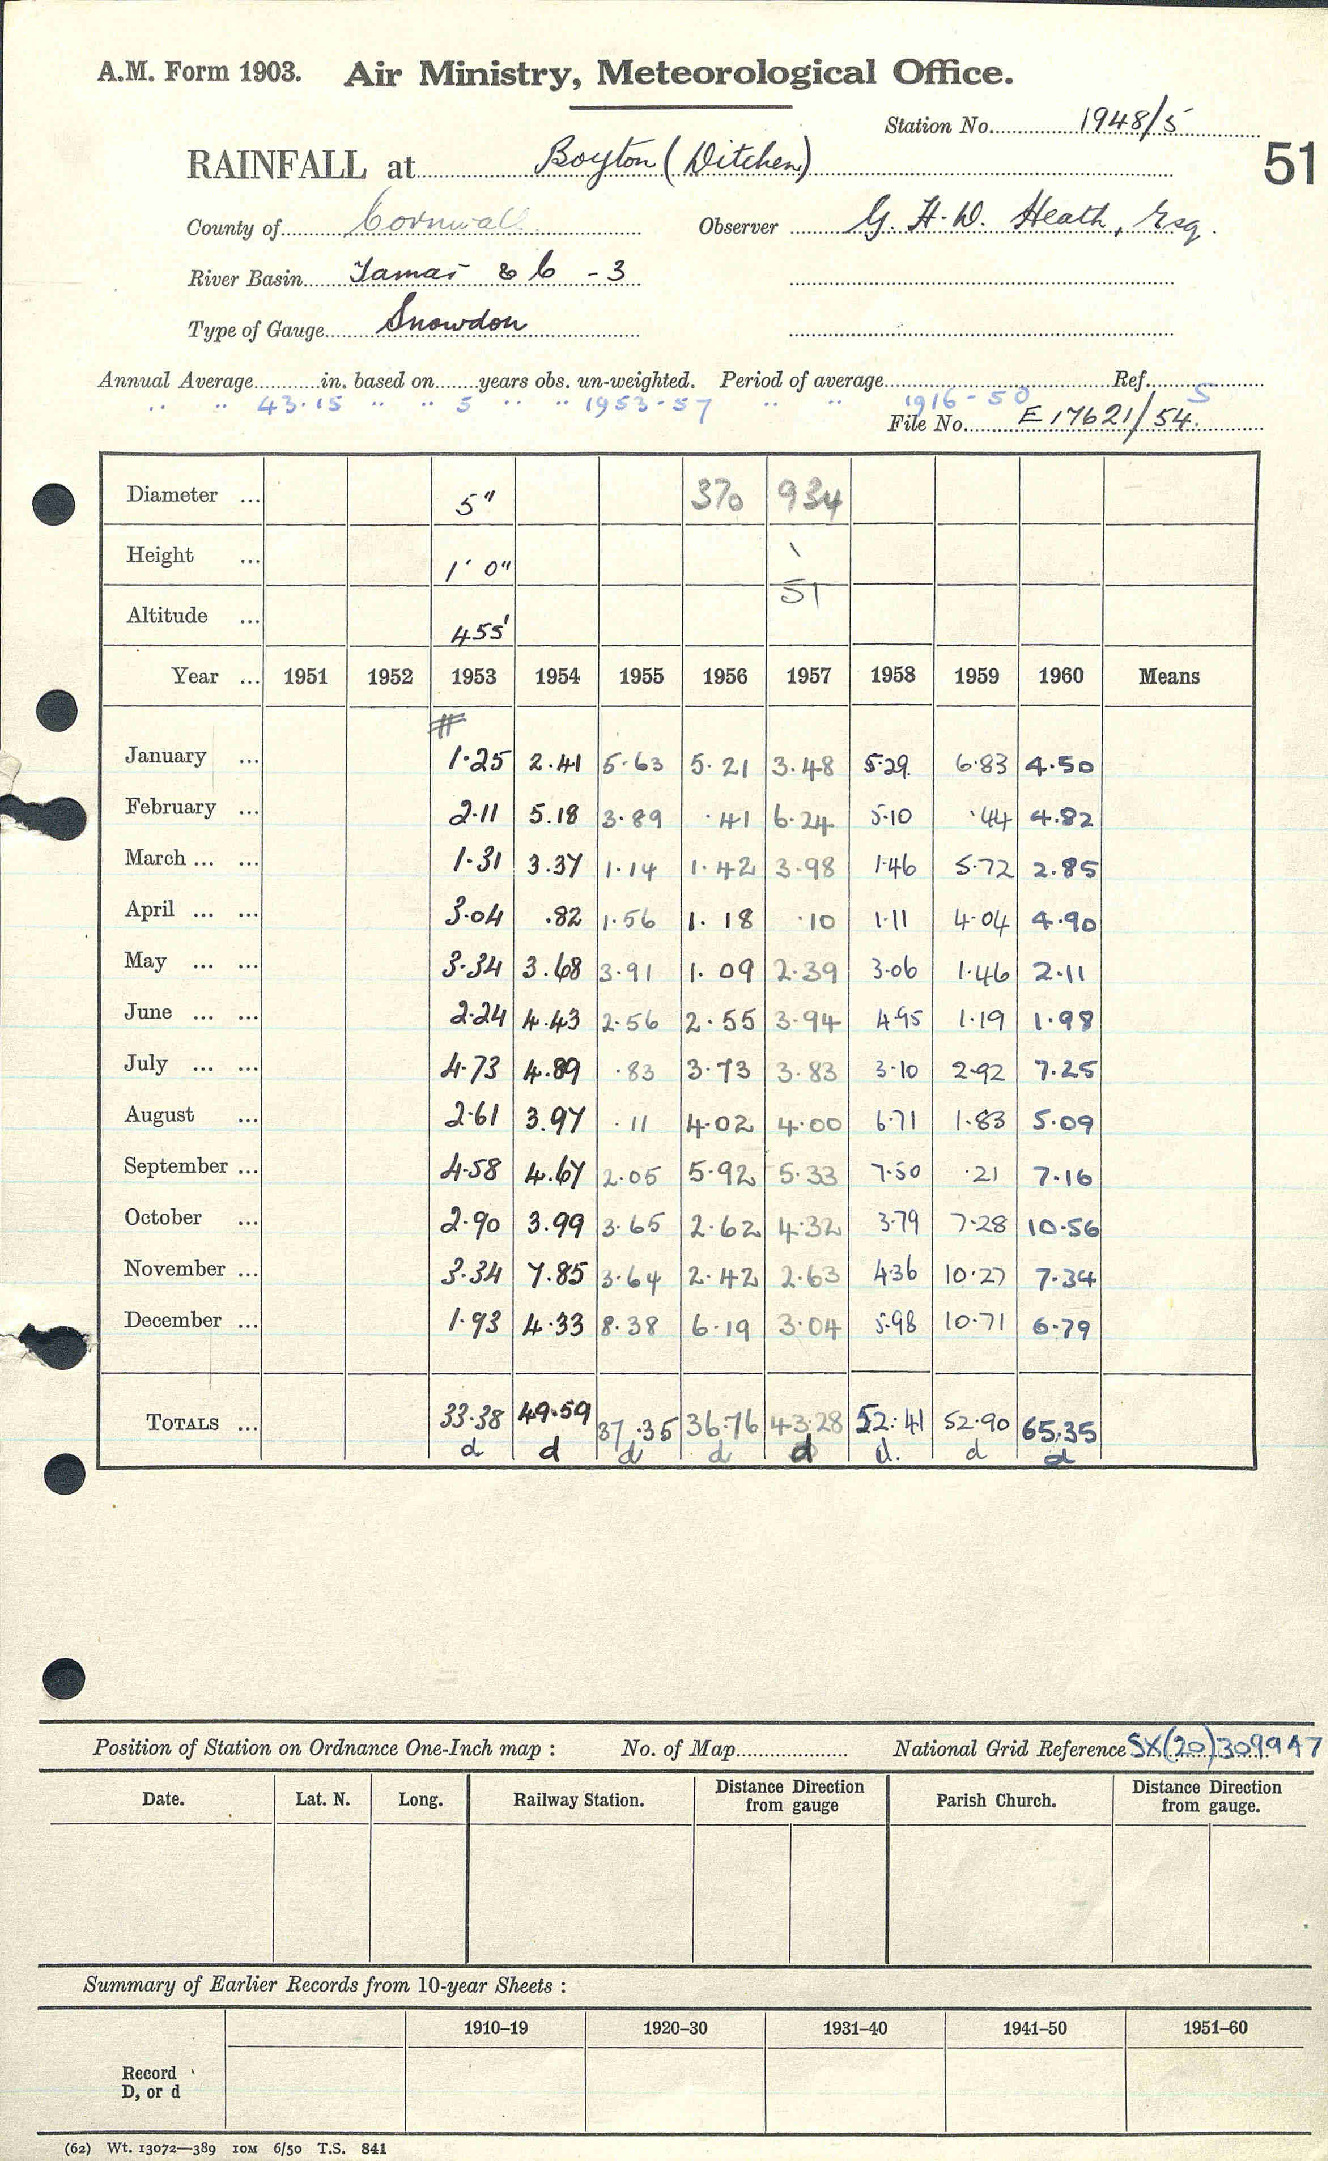 A.M. Form 1903. Air Ministry, Meteorological Office.
Station No. 1948/5
RAINFALL at Boyton (Ditchen) 51
County of Cornwall Observer G. H. D. Heath, Esq.
River Basin Tamar &c - 3
Type of Gauge Snowdon
Annual Average in. based on years obs. un-weighted. Period of average Ref.
" " 43.15 " " 5 " " 1953-57 " " 1916-50 5
File No. E 17621/54.
Diameter ... 5" 370 934
Height ... 1' 0"
51
Altitude ... 455'
Year ... 1951 1952 1953 1954 1955 1956 1957 1958 1959 1960 Means
#
January ... 1.25 2.41 5.63 5.21 3.48 5.29 6.83 4.50
February ... 2.11 5.18 3.89 .41 6.24 5.10 .44 4.82
March ... ... 1.31 3.37 1.14 1.42 3.98 1.46 5.72 2.85
April ... ... 3.04 .82 1.56 1.18 .10 1.11 4.04 4.90
May ... ... 3.34 3.68 3.91 1.09 2.39 3.06 1.46 2.11
June ... ... 2.24 4.43 2.56 2.55 3.94 4.95 1.19 1.98
July ... ... 4.73 4.89 .83 3.73 3.83 3.10 2.92 7.25
August ... 2.61 3.97 .11 4.02 4.00 6.71 1.83 5.09
September ... 4.58 4.67 2.05 5.92 5.33 7.50 .21 7.16
October ... 2.90 3.99 3.65 2.62 4.32 3.79 7.28 10.56
November ... 3.34 7.85 3.64 2.42 2.63 4.36 10.27 7.34
December ... 1.93 4.33 8.38 6.19 3.04 5.98 10.71 6.79
TOTALS ... 33.38 49.59 37.35 36.76 43.28 52.41 52.90 65.35
d d d d d d. d d
Position of Station on Ordnance One-Inch map : No. of Map National Grid Reference SX(20)309947
Date. Lat. N. Long. Railway Station. Distance Direction from gauge Parish Church. Distance Direction from gauge.
Summary of Earlier Records from 10-year Sheets :
1910–19 1920–30 1931–40 1941–50 1951–60
Record
D, or d
(62) Wt. 13072—389 10M 6/50 T.S. 841